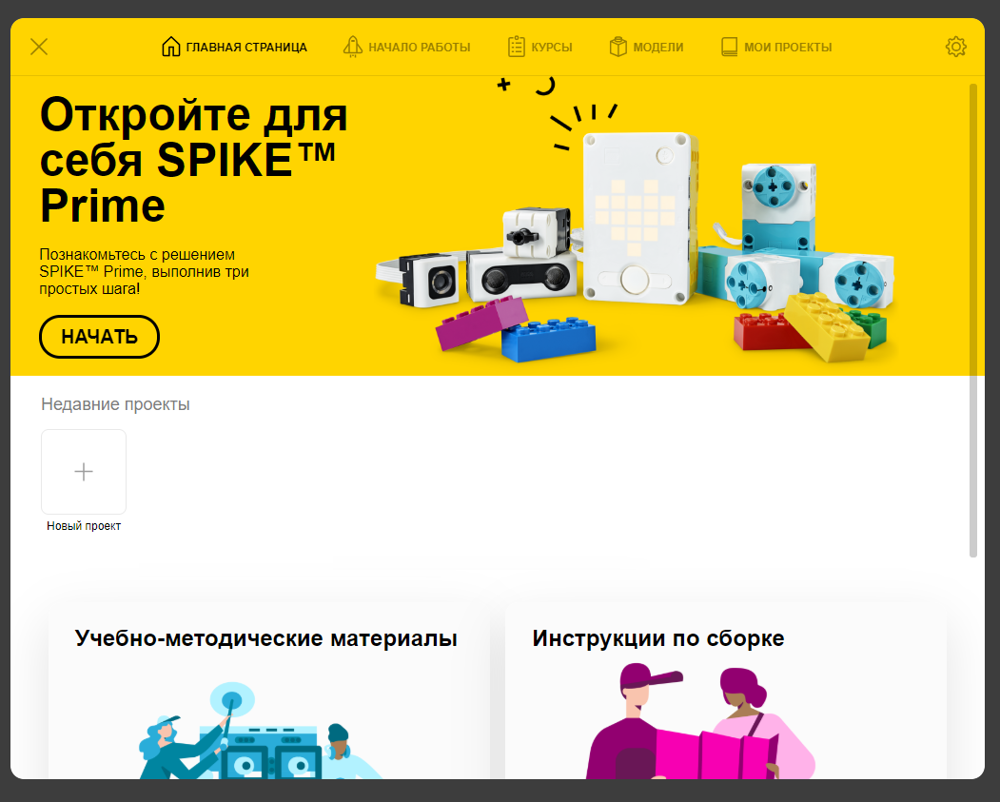 ГЛАВНАЯ СТРАНИЦА
НАЧАЛО РАБОТЫ
КУРСЫ
МОДЕЛИ
МОИ ПРОЕКТЫ
Откройте для
себя SPIKE™
Prime
Познакомьтесь с решением
SPIKE™ Prime, выполнив три
простых шага!
НАЧАТЬ
Недавние проекты
Новый проект
Учебно-методические материалы
Инструкции по сборке